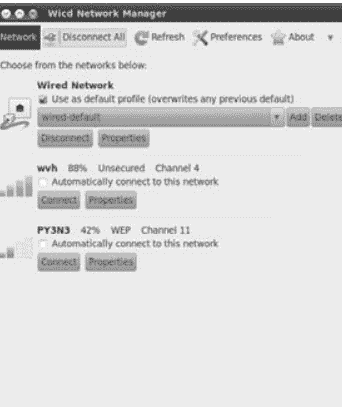 Wicd Network Manager
Network Disconnect All Refresh Preferences About
Choose from the networks below:
Wired Network
Use as default profile (overwrites any previous default)
wired-default Add Delete
Disconnect Properties
wvh 88% Unsecured Channel 4
Automatically connect to this network
Connect Properties
PY3N3 42% WEP Channel 11
Automatically connect to this network
Connect Properties